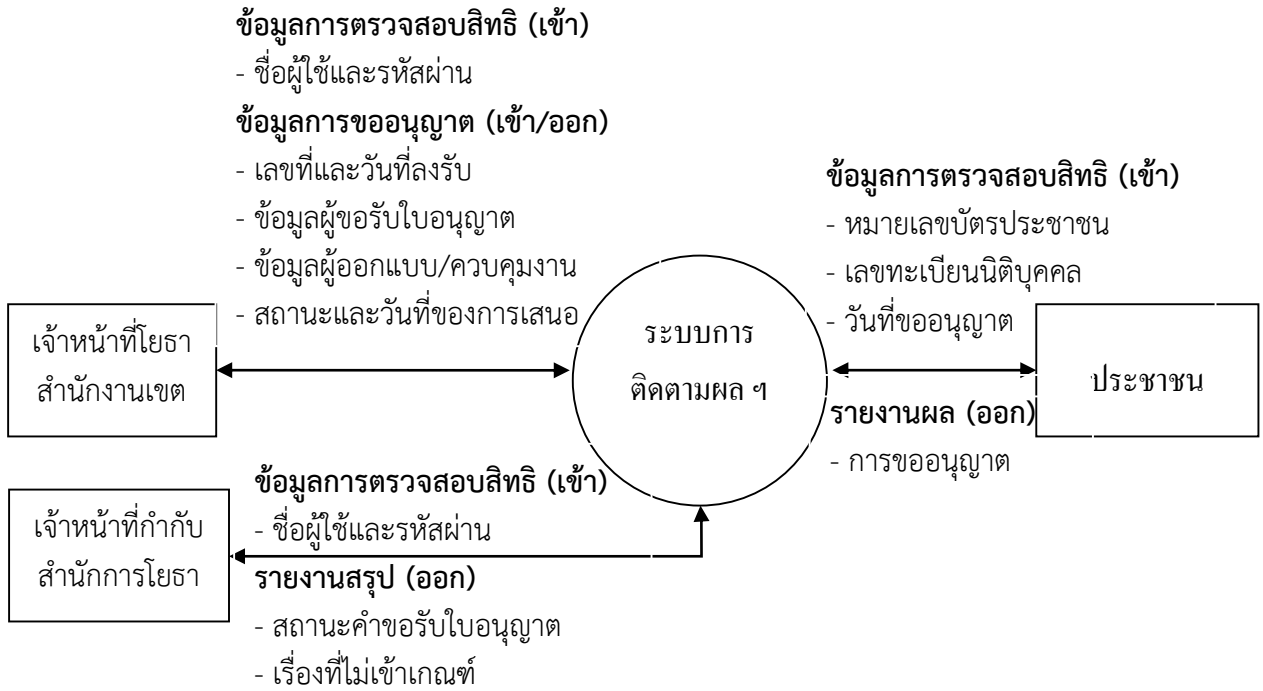 ข้อมูลการตรวจสอบสิทธิ (เข้า)
- ชื่อผู้ใช้และรหัสผ่าน
ข้อมูลการขออนุญาต (เข้า/ออก)
- เลขที่และวันที่ลงรับ
- ข้อมูลผู้ขอรับใบอนุญาต
- ข้อมูลผู้ออกแบบ/ควบคุมงาน
- สถานะและวันที่ของการเสนอ
เจ้าหน้าที่โยธา
สำนักงานเขต
ระบบการ
ติดตามผล ฯ
ข้อมูลการตรวจสอบสิทธิ (เข้า)
- หมายเลขบัตรประชาชน
- เลขทะเบียนนิติบุคคล
- วันที่ขออนุญาต
ประชาชน
รายงานผล (ออก)
- การขออนุญาต
เจ้าหน้าที่กำกับ
สำนักการโยธา
ข้อมูลการตรวจสอบสิทธิ (เข้า)
- ชื่อผู้ใช้และรหัสผ่าน
รายงานสรุป (ออก)
- สถานะคำขอรับใบอนุญาต
- เรื่องที่ไม่เข้าเกณฑ์